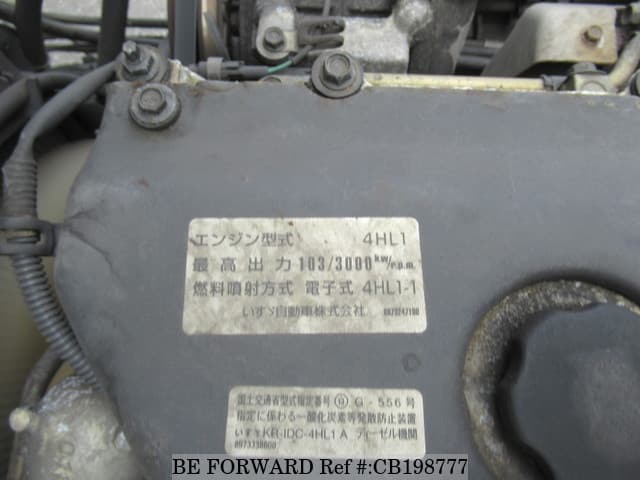 エンジン型式 4HL1
最高出力 103/3000 kW/r.p.m.
燃料噴射方式 電子式 4HL1-1
いすゞ自動車株式会社
国土交通省型式指定番号 G-556号
指定に係わる一酸化炭素等発散防止装置
いすゞ KR-IDC-4HL1A ディーゼル機関
BE FORWARD Ref #:CB198777